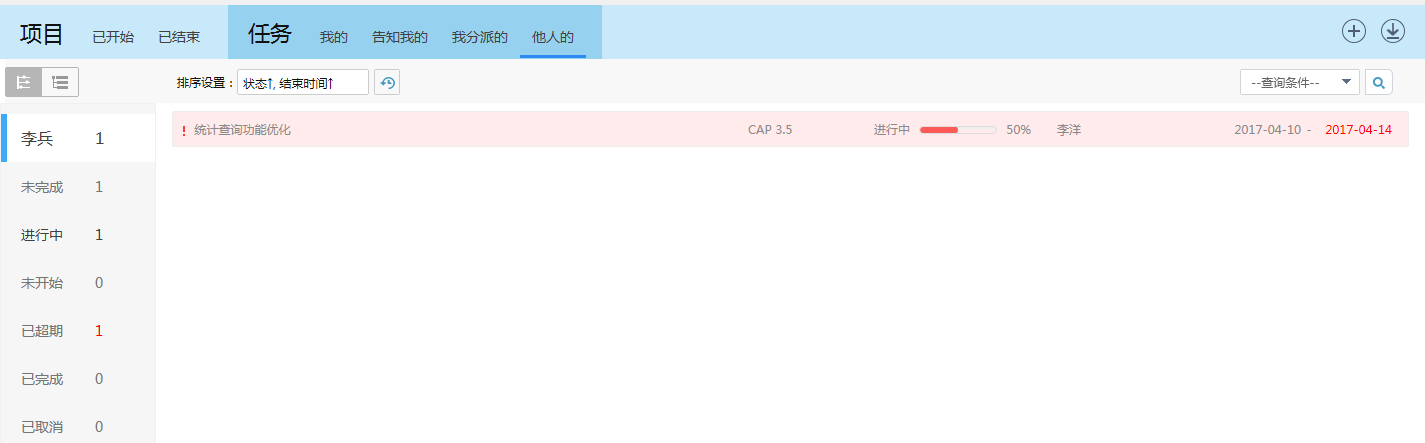 项目 已开始 已结束 任务 我的 告知我的 我分派的 他人的
排序设置： 状态↑, 结束时间↑ --查询条件--
李兵 1
! 统计查询功能优化 CAP 3.5 进行中 50% 李洋 2017-04-10 - 2017-04-14
未完成 1
进行中 1
未开始 0
已超期 1
已完成 0
已取消 0